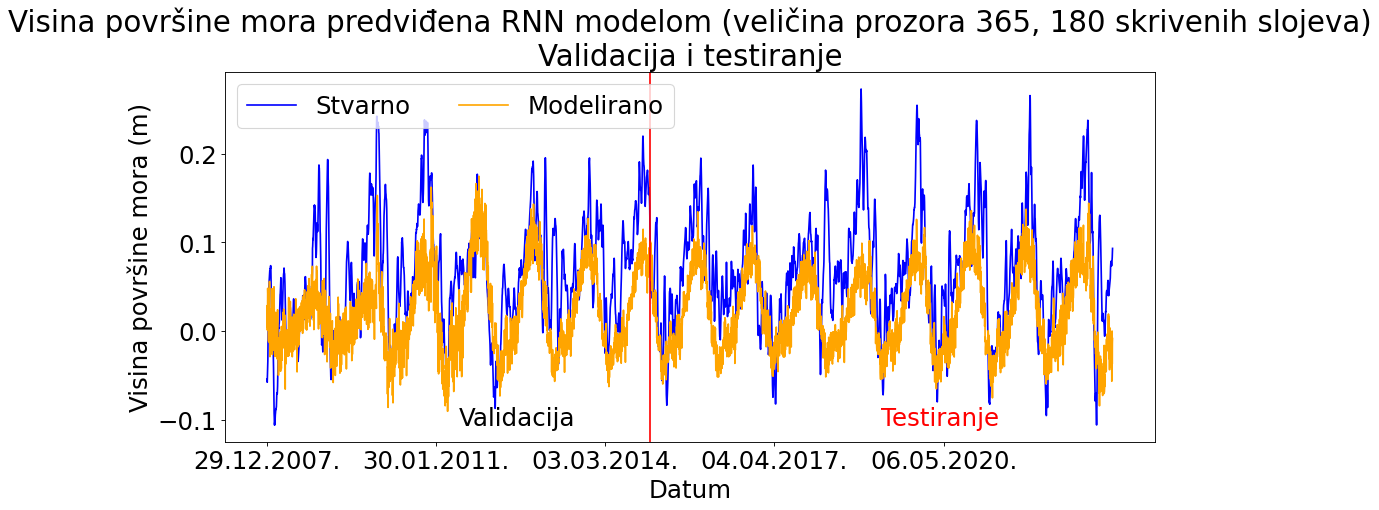 Visina površine mora predviđena RNN modelom (veličina prozora 365, 180 skrivenih slojeva)
Validacija i testiranje
Stvarno Modelirano
Visina površine mora (m)
0.2
0.1
0.0
−0.1
Validacija Testiranje
29.12.2007. 30.01.2011. 03.03.2014. 04.04.2017. 06.05.2020.
Datum